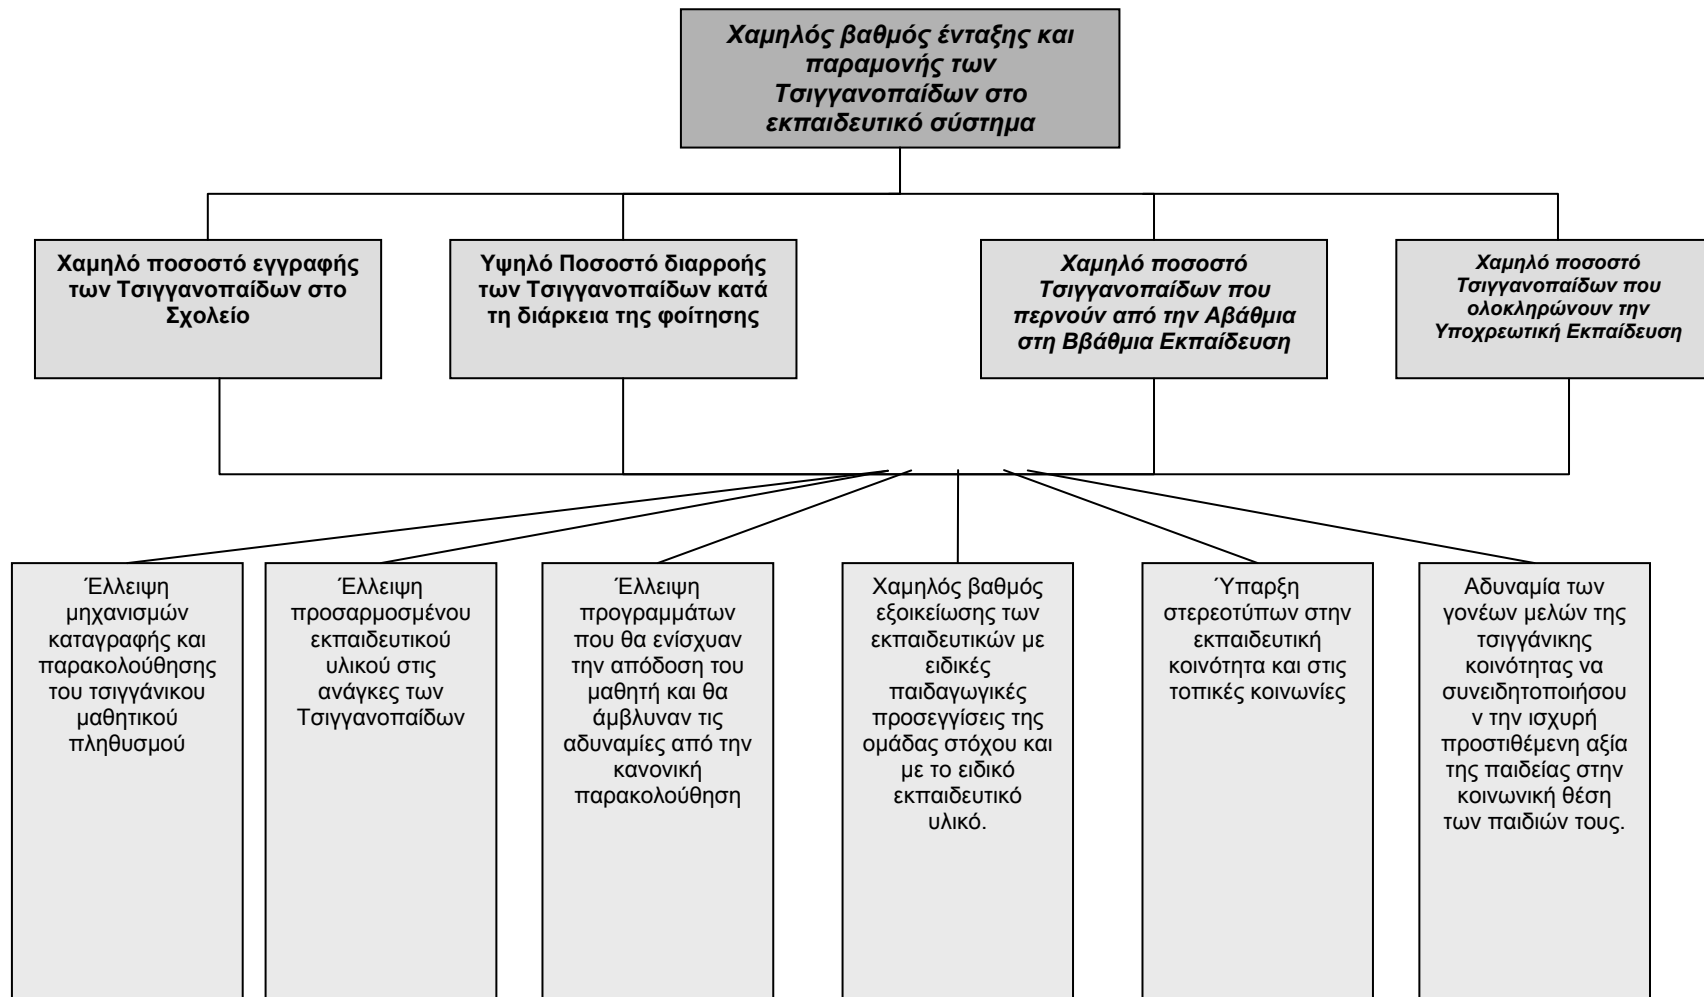 Χαμηλός βαθμός ένταξης και
παραμονής των
Τσιγγανοπαίδων στο
εκπαιδευτικό σύστημα
Χαμηλό ποσοστό εγγραφής
των Τσιγγανοπαίδων στο
Σχολείο
Υψηλό Ποσοστό διαρροής
των Τσιγγανοπαίδων κατά
τη διάρκεια της φοίτησης
Χαμηλό ποσοστό
Τσιγγανοπαίδων που
περνούν από την Αβάθμια
στη Ββάθμια Εκπαίδευση
Χαμηλό ποσοστό
Τσιγγανοπαίδων που
ολοκληρώνουν την
Υποχρεωτική Εκπαίδευση
Έλλειψη
μηχανισμών
καταγραφής και
παρακολούθησης
του τσιγγάνικου
μαθητικού
πληθυσμού
Έλλειψη
προσαρμοσμένου
εκπαιδευτικού
υλικού στις
ανάγκες των
Τσιγγανοπαίδων
Έλλειψη
προγραμμάτων
που θα ενίσχυαν
την απόδοση του
μαθητή και θα
άμβλυναν τις
αδυναμίες από την
κανονική
παρακολούθηση
Χαμηλός βαθμός
εξοικείωσης των
εκπαιδευτικών με
ειδικές
παιδαγωγικές
προσεγγίσεις της
ομάδας στόχου και
με το ειδικό
εκπαιδευτικό
υλικό.
Ύπαρξη
στερεοτύπων στην
εκπαιδευτική
κοινότητα και στις
τοπικές κοινωνίες
Αδυναμία των
γονέων μελών της
τσιγγάνικης
κοινότητας να
συνειδητοποιήσου
ν την ισχυρή
προστιθέμενη αξία
της παιδείας στην
κοινωνική θέση
των παιδιών τους.